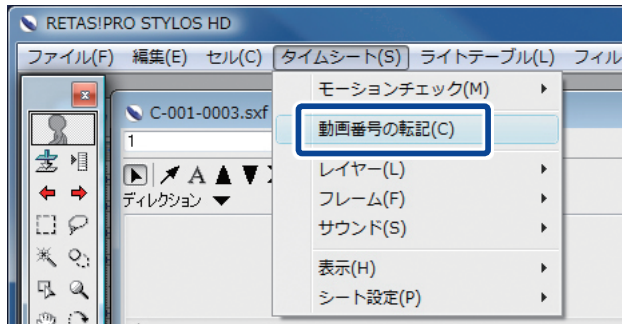 RETAS!PRO STYLOS HD
ファイル(F) 編集(E) セル(C) タイムシート(S) ライトテーブル(L) フィル
モーションチェック(M)
C-001-0003.sxf
動画番号の転記(C)
1
レイヤー(L)
A
ディレクション
フレーム(F)
サウンド(S)
表示(H)
シート設定(P)